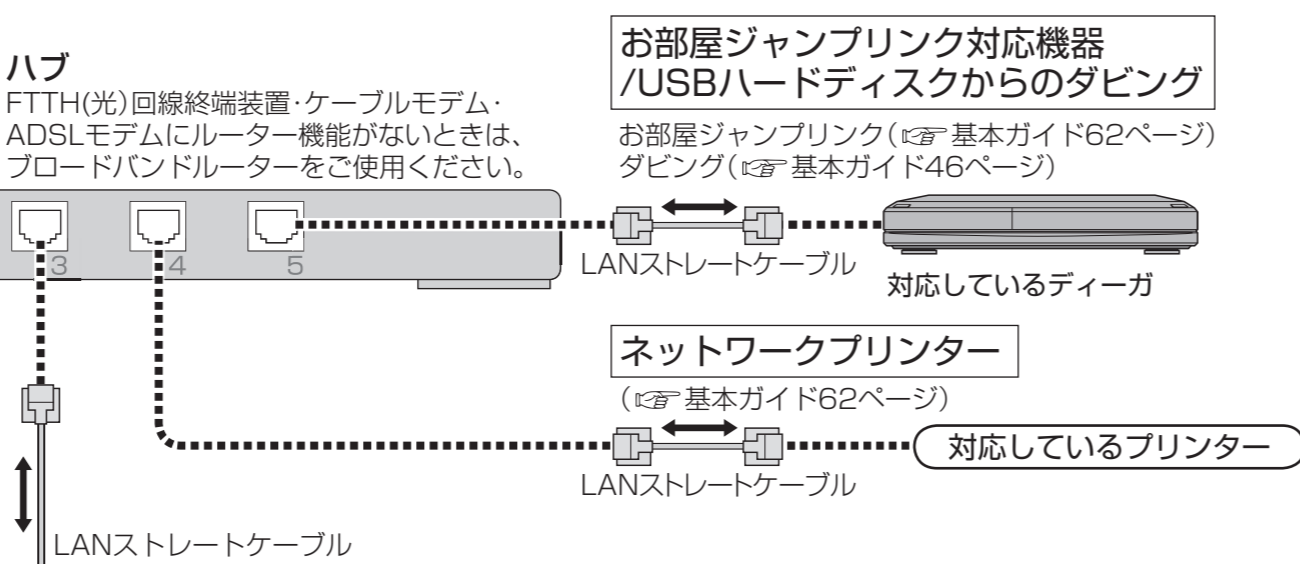 ハブ
FTTH(光)回線終端装置・ケーブルモデム・
ADSLモデムにルーター機能がないときは、
ブロードバンドルーターをご使用ください。
3
4
5
お部屋ジャンプリンク対応機器
/USBハードディスクからのダビング
お部屋ジャンプリンク(☞基本ガイド62ページ)
ダビング(☞基本ガイド46ページ)
LANストレートケーブル
対応しているディーガ
ネットワークプリンター
(☞基本ガイド62ページ)
LANストレートケーブル
対応しているプリンター
LANストレートケーブル